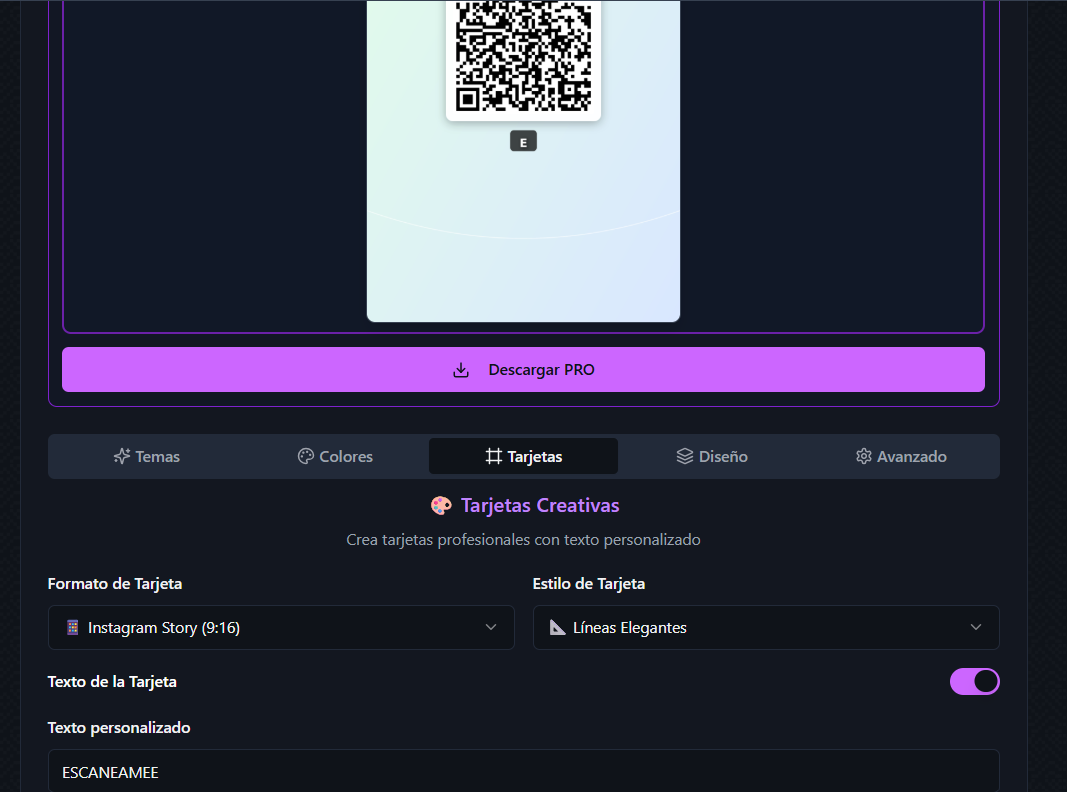 E
Descargar PRO
Temas
Colores
Tarjetas
Diseño
Avanzado
Tarjetas Creativas
Crea tarjetas profesionales con texto personalizado
Formato de Tarjeta
Estilo de Tarjeta
Instagram Story (9:16)
Líneas Elegantes
Texto de la Tarjeta
Texto personalizado
ESCANEAMEE